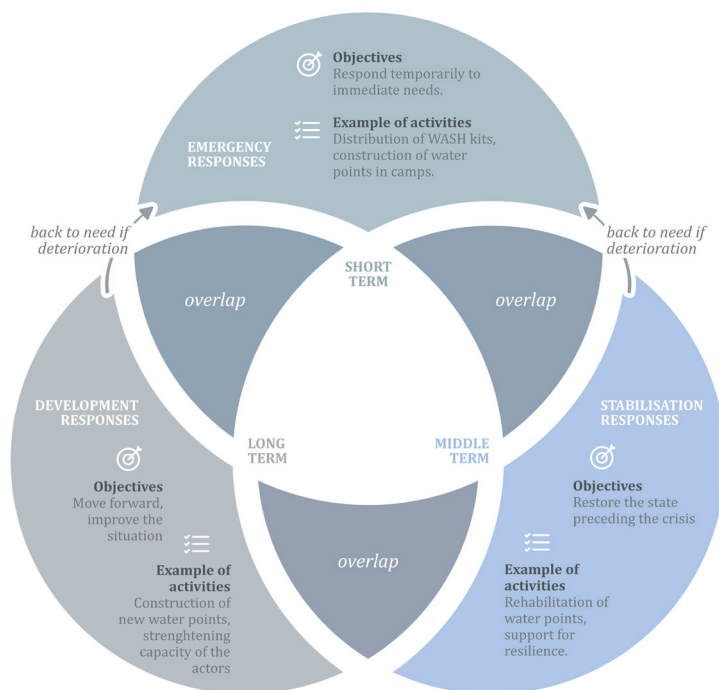 Objectives
Respond temporarily to
immediate needs.
Example of activities
Distribution of WASH kits,
construction of water
points in camps.
EMERGENCY
RESPONSES
back to need if
deterioration
back to need if
deterioration
SHORT
TERM
overlap
overlap
DEVELOPMENT
RESPONSES
Objectives
Move forward,
improve the
situation
Example of
activities
Construction of
new water points,
strenghtening
capacity of the
actors
LONG
TERM
MIDDLE
TERM
overlap
STABILISATION
RESPONSES
Objectives
Restore the state
preceding the crisis
Example of
activities
Rehabilitation of
water points,
support for
resilience.